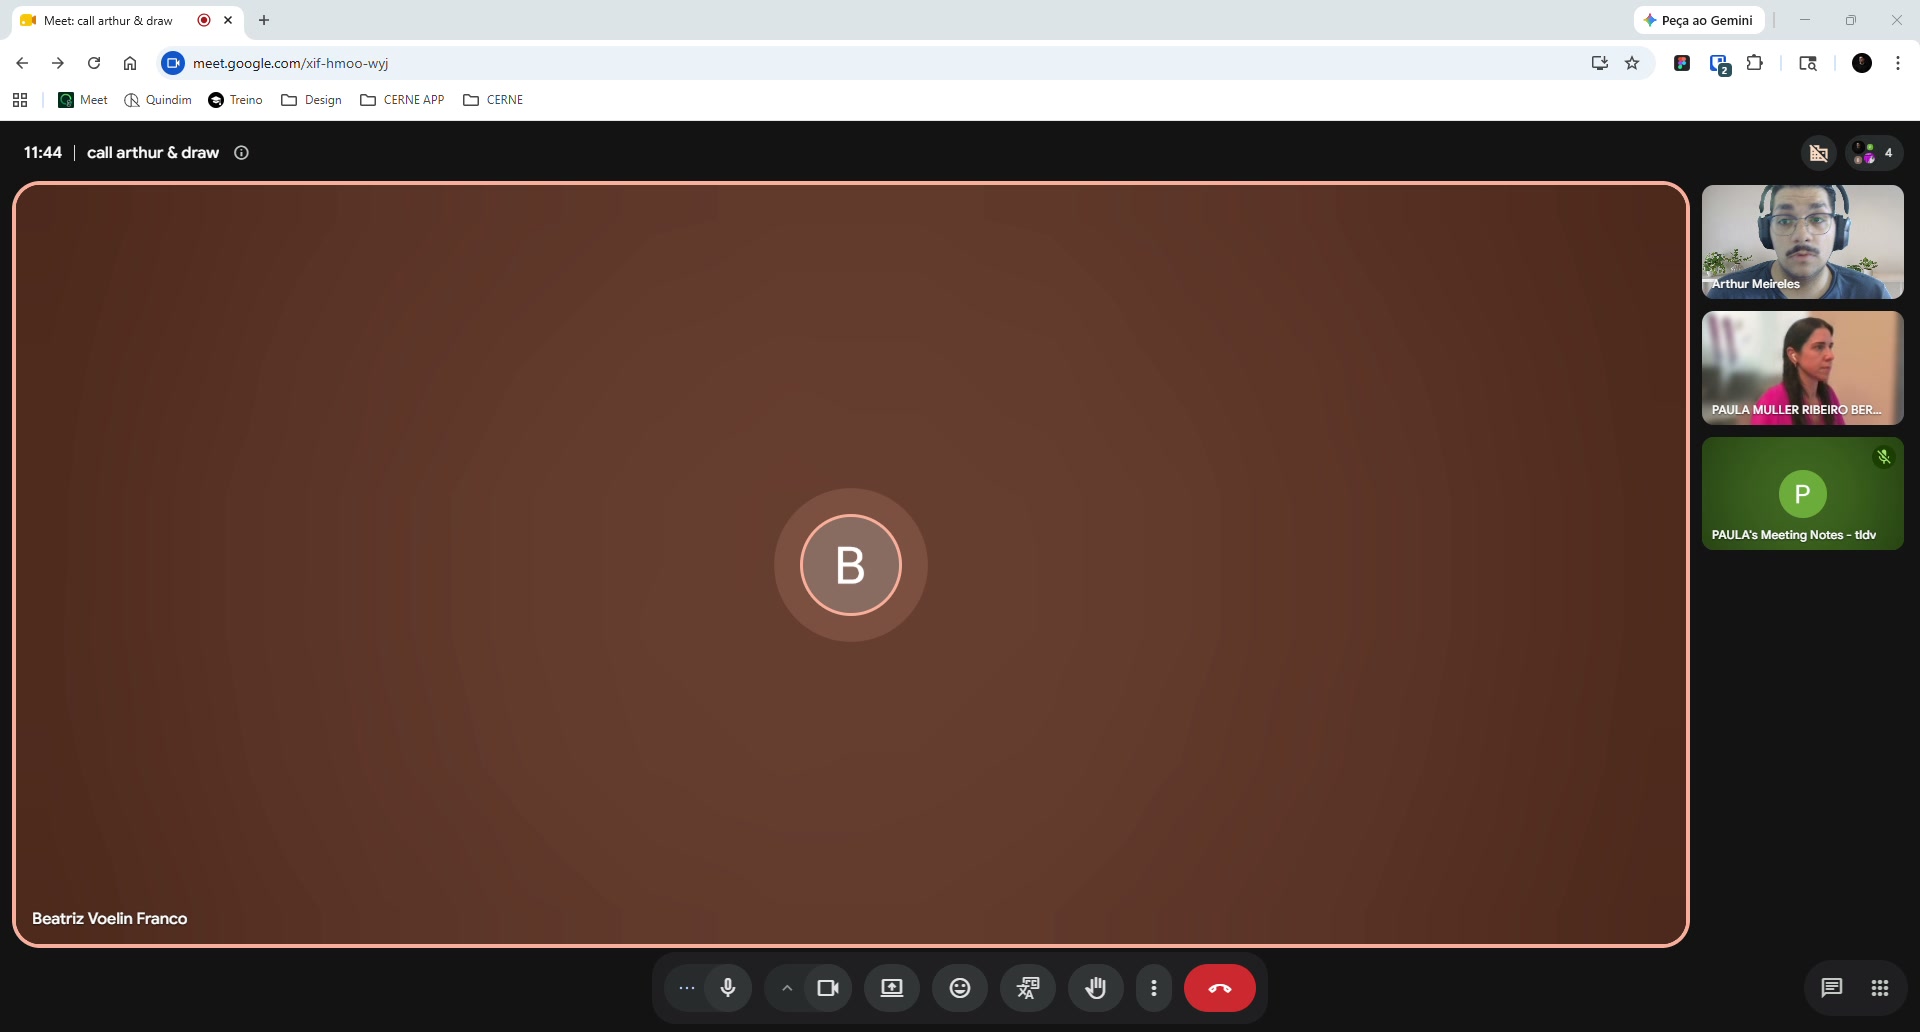 Meet: call arthur & draw
Peça ao Gemini
meet.google.com/xif-hmoo-wyj
2
Meet
Quindim
Treino
Design
CERNE APP
CERNE
11:44
call arthur & draw
4
Arthur Meireles
PAULA MULLER RIBEIRO BER...
P
PAULA's Meeting Notes - tldv
B
Beatriz Voelin Franco